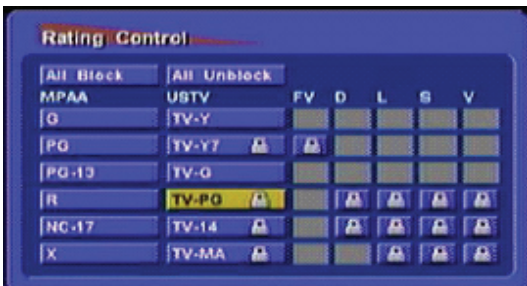 Rating Control
All Block All Unblock
MPAA USTV FV D L S V
G TV-Y
PG TV-Y7
PG-13 TV-G
R TV-PG
NC-17 TV-14
X TV-MA